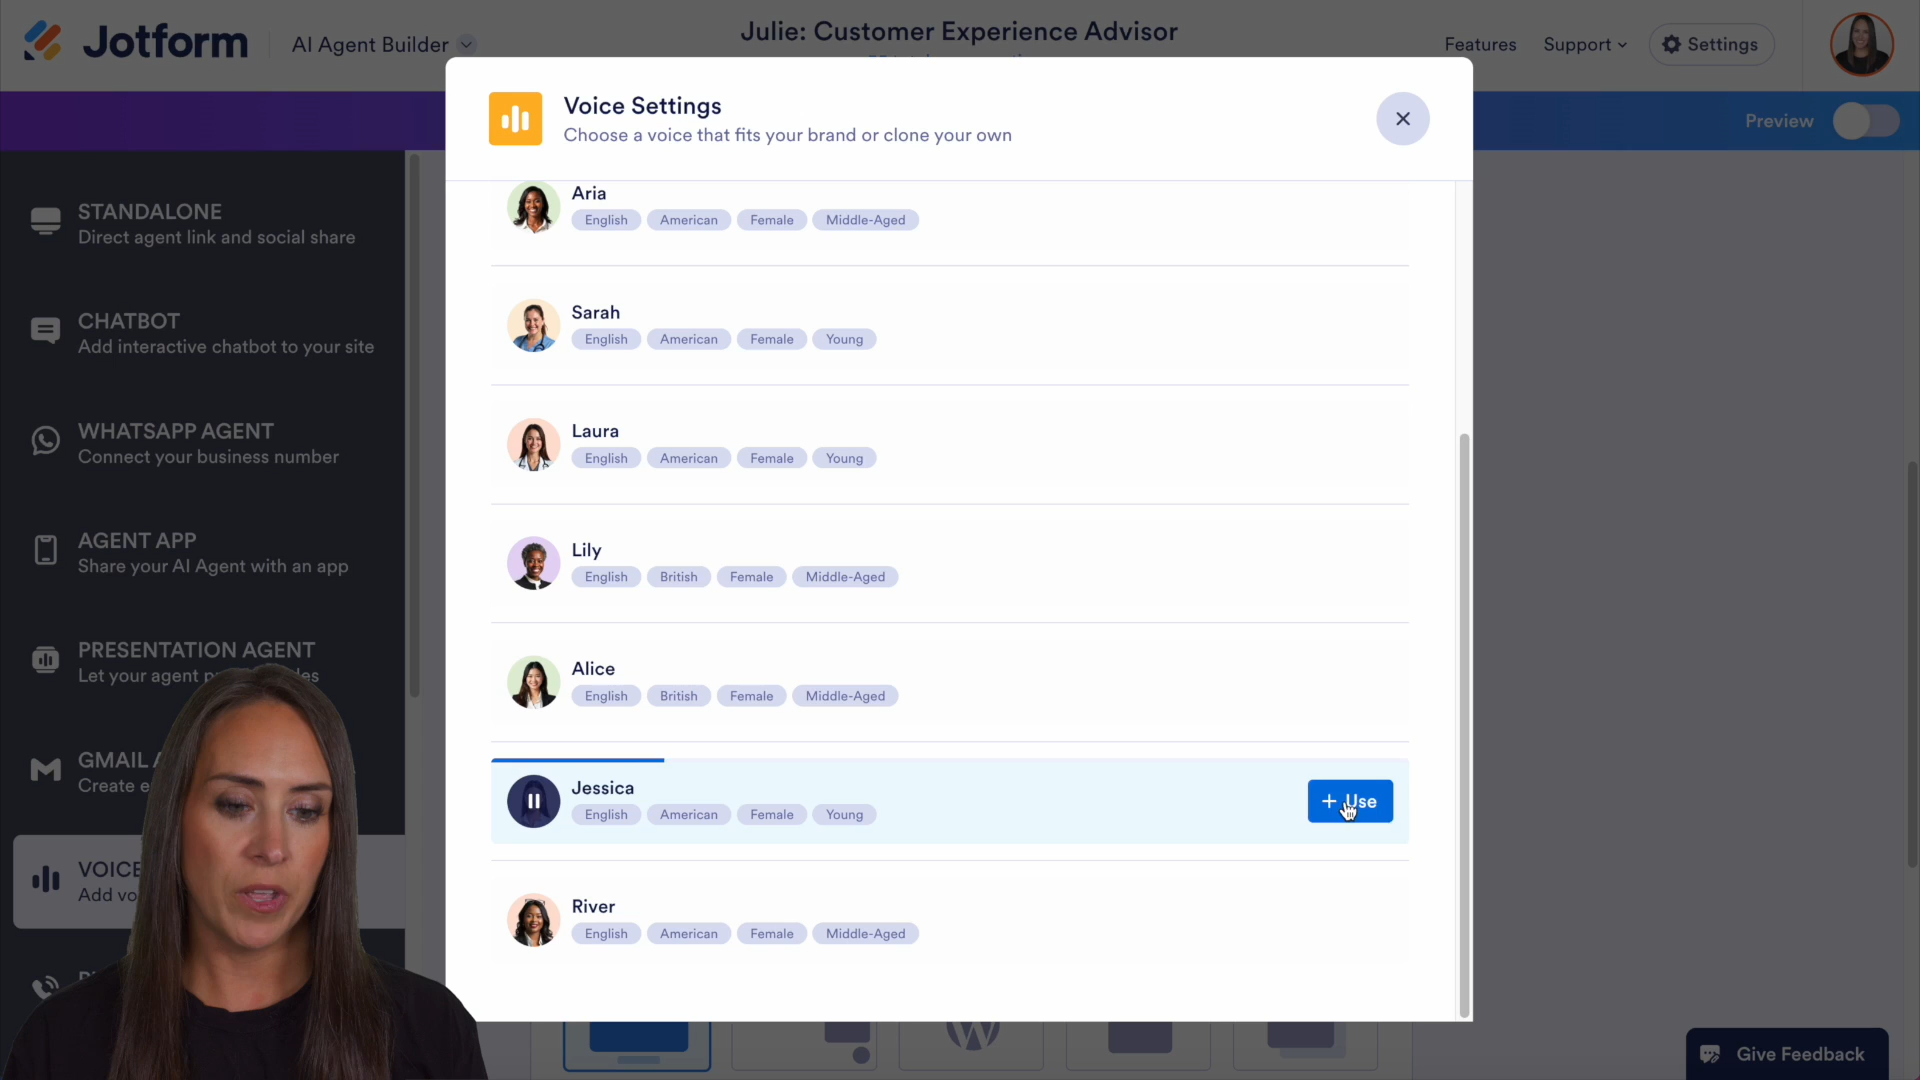 Jotform
AI Agent Builder
Julie: Customer Experience Advisor
Features
Support
Settings
Preview
Voice Settings
Choose a voice that fits your brand or clone your own
STANDALONE
Direct agent link and social share
CHATBOT
Add interactive chatbot to your site
WHATSAPP AGENT
Connect your business number
AGENT APP
Share your AI Agent with an app
PRESENTATION AGENT
Let your agent
GMAIL
Create
VOICE
Add
Aria
English American Female Middle-Aged
Sarah
English American Female Young
Laura
English American Female Young
Lily
English British Female Middle-Aged
Alice
English British Female Middle-Aged
Jessica
English American Female Young
+ Use
River
English American Female Middle-Aged
Give Feedback